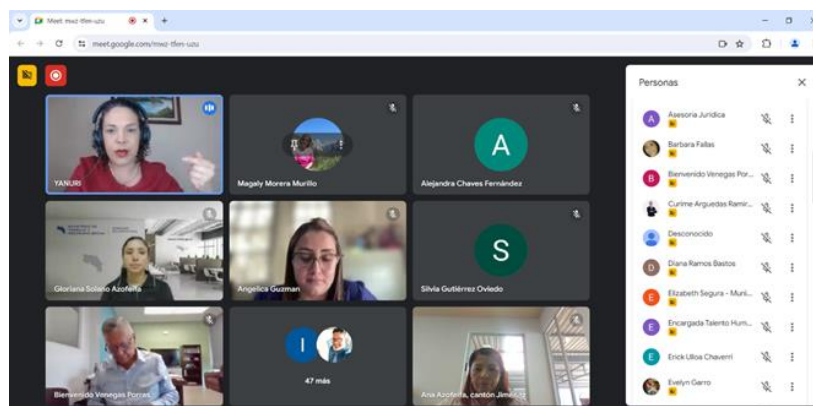 Meet: mwz-tfen-uzu
meet.google.com/mwz-tfen-uzu
YANURI
Magaly Morera Murillo
A
Alejandra Chaves Fernández
Gloriana Solano Azofeifa
Angelica Guzman
S
Silvia Gutiérrez Oviedo
Bienvenido Venegas Porras
I
47 más
Ana Azofeifa, cantón Jiménez
Personas
A
Asesoria Juridica
Barbara Fallas
B
Bienvenido Venegas Por...
Curime Arguedas Ramir...
Desconocido
D
Diana Ramos Bastos
E
Elizabeth Segura - Muni...
E
Encargada Talento Hum...
E
Erick Ulloa Chaverri
Evelyn Garro